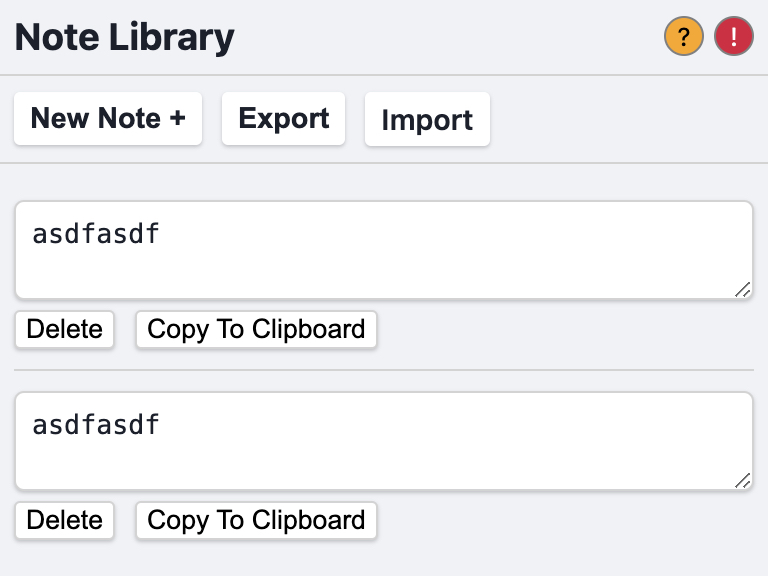 Note Library ? !
New Note + Export Import
asdfasdf
Delete Copy To Clipboard
asdfasdf
Delete Copy To Clipboard